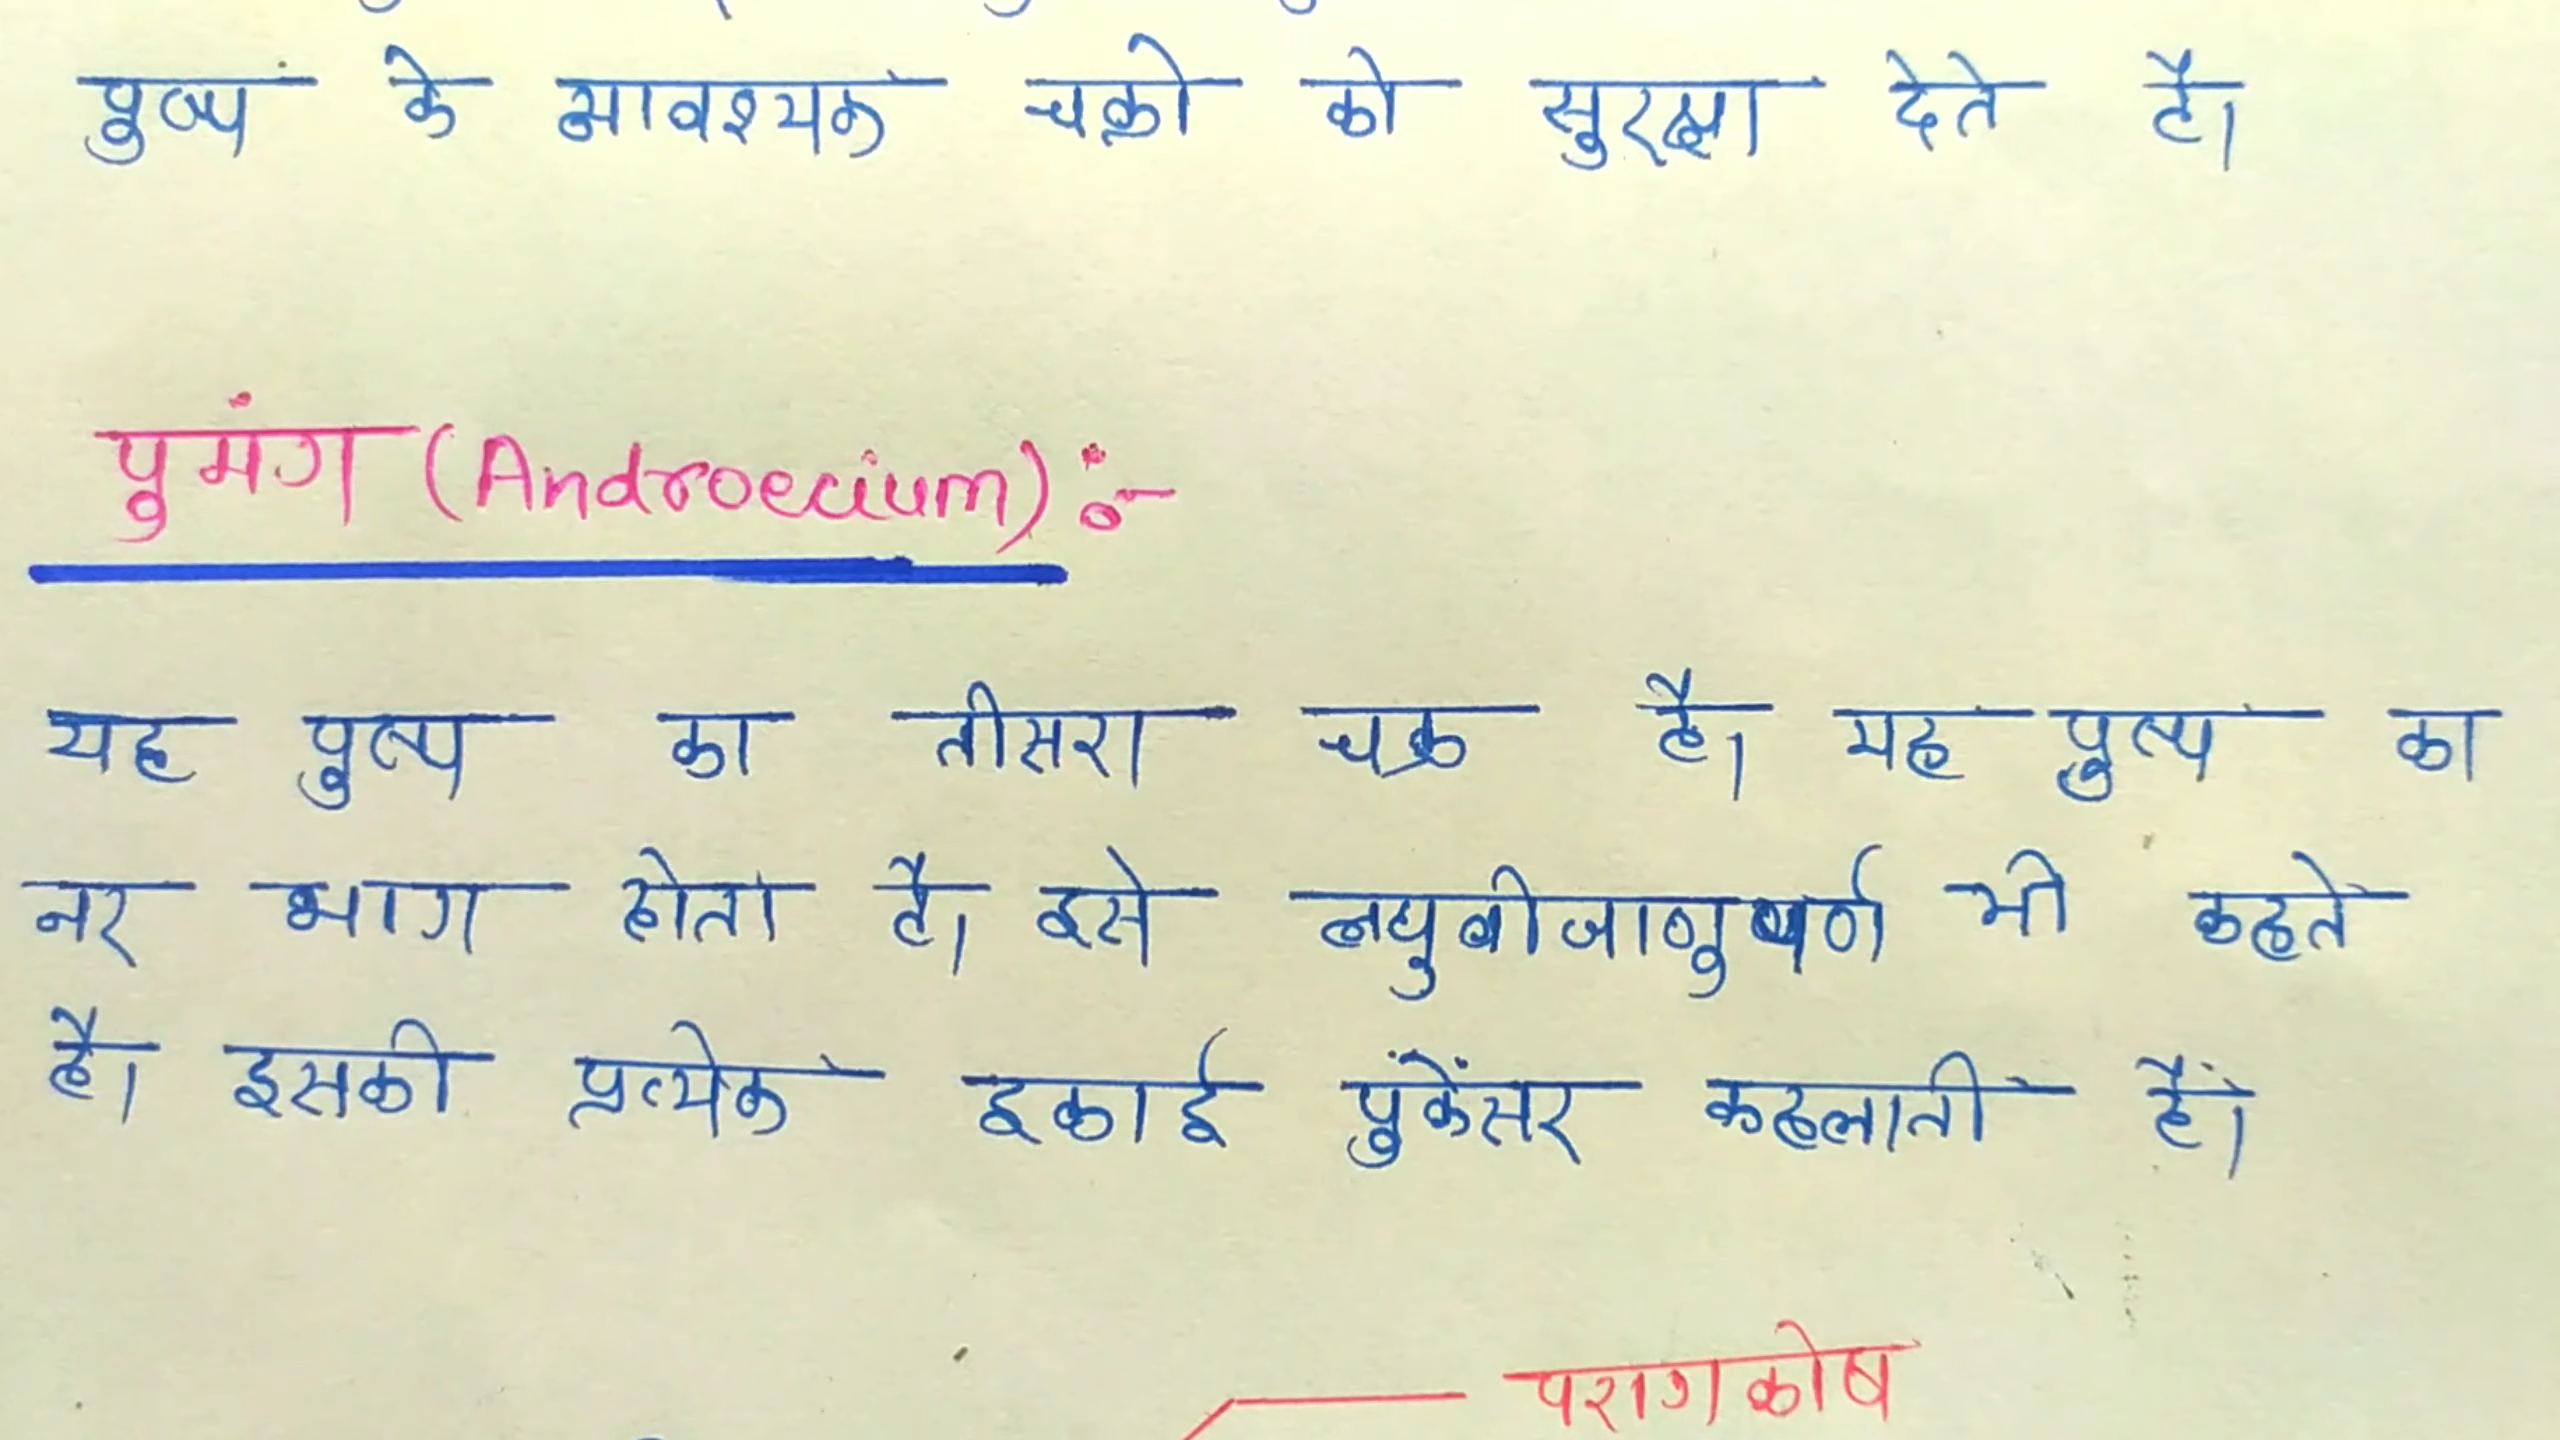 पुष्प के आवश्यक चक्रो को सुरक्षा देते है।
पुमंग (Androecium) :-
यह पुष्प का तीसरा चक्र है। यह पुष्प का
नर भाग होता है। इसे लघुबीजाणुपर्ण भी कहते
है। इसकी प्रत्येक इकाई पुंकेंसर कहलाती हैं।
परागकोष